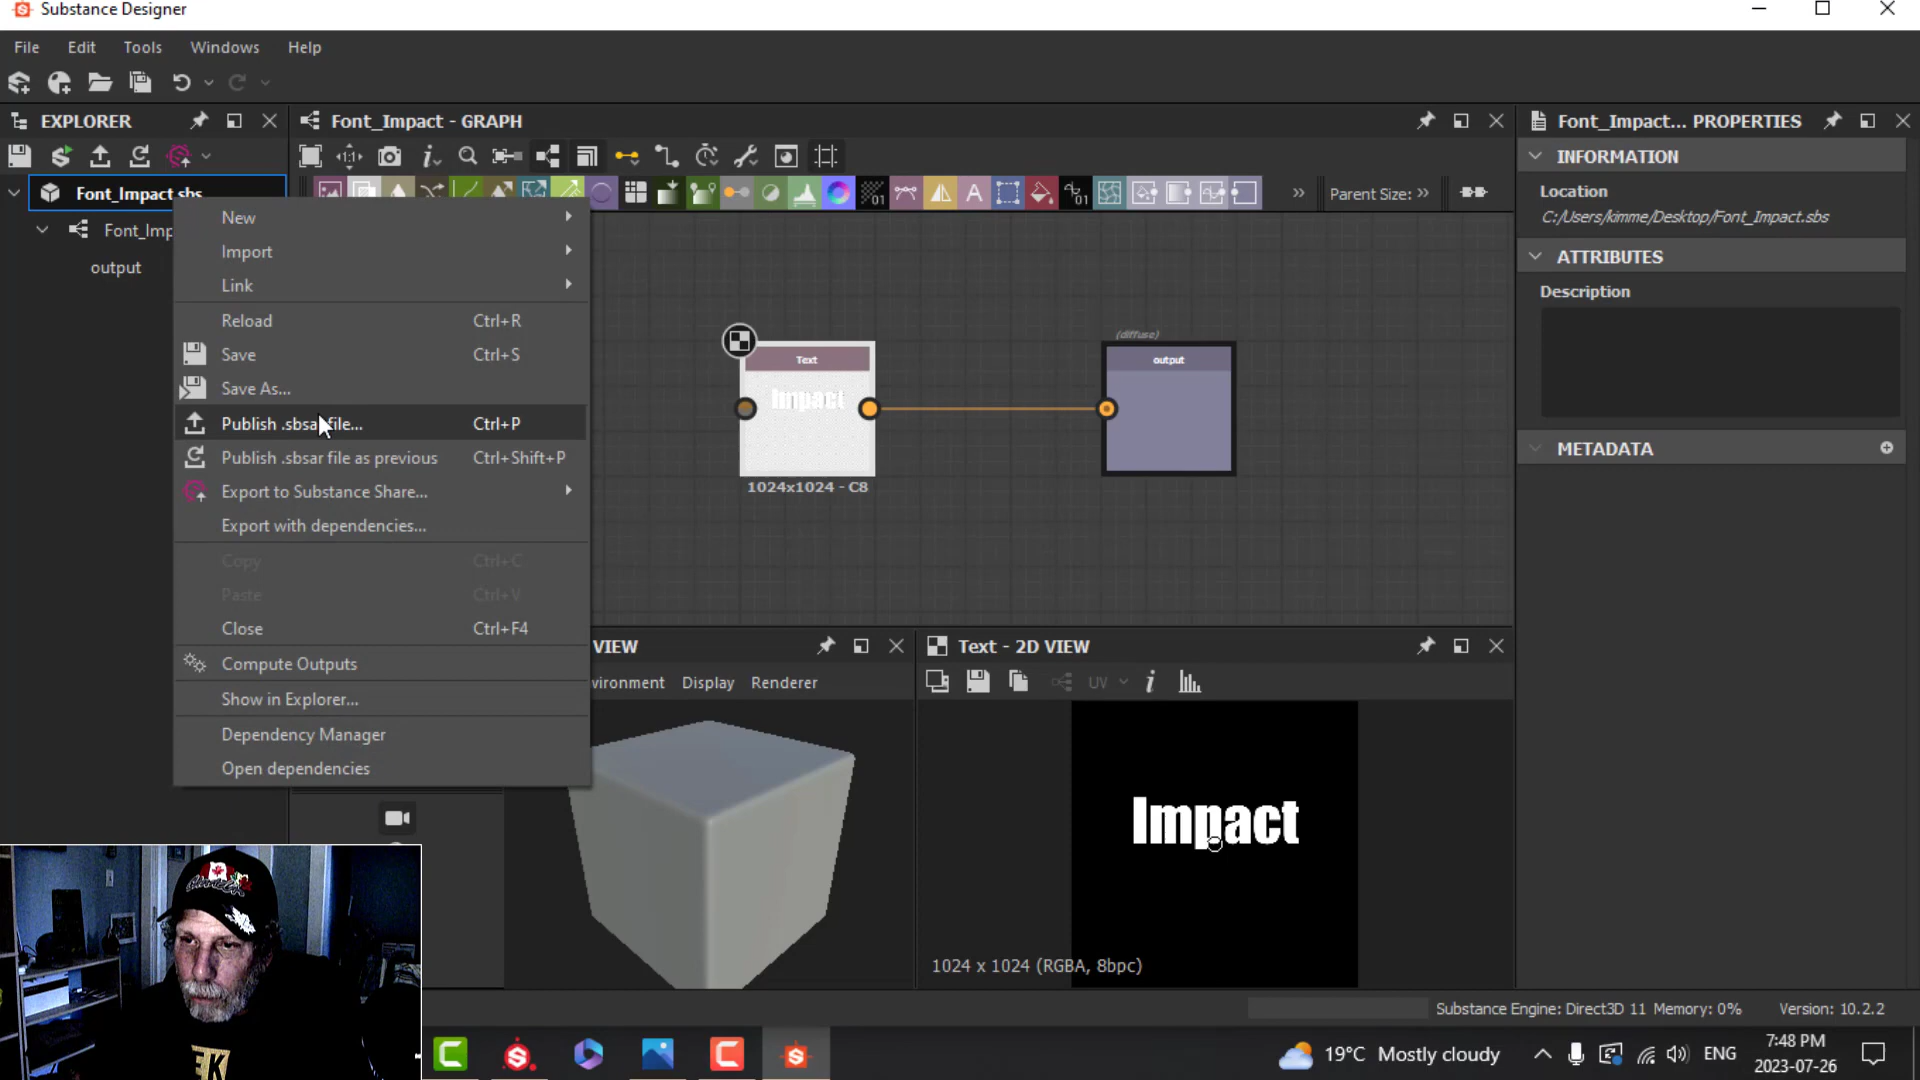 Substance Designer
File Edit Tools Windows Help
EXPLORER
Font_Impact - GRAPH
Font_Impact... PROPERTIES
INFORMATION
Font_Impact.sbs
Parent Size:
Location
C:/Users/kimme/Desktop/Font_Impact.sbs
Font_Imp
output
ATTRIBUTES
Description
METADATA
New
Import
Link
Reload Ctrl+R
Save Ctrl+S
Save As...
Publish .sbsar file... Ctrl+P
Publish .sbsar file as previous Ctrl+Shift+P
Export to Substance Share...
Export with dependencies...
Copy Ctrl+C
Paste Ctrl+V
Close Ctrl+F4
Compute Outputs
Show in Explorer...
Dependency Manager
Open dependencies
Text
Impact
1024x1024 - C8
(diffuse)
output
VIEW
vironment Display Renderer
Text - 2D VIEW
UV
Impact
1024 x 1024 (RGBA, 8bpc)
Substance Engine: Direct3D 11 Memory: 0% Version: 10.2.2
19°C Mostly cloudy
ENG
7:48 PM
2023-07-26